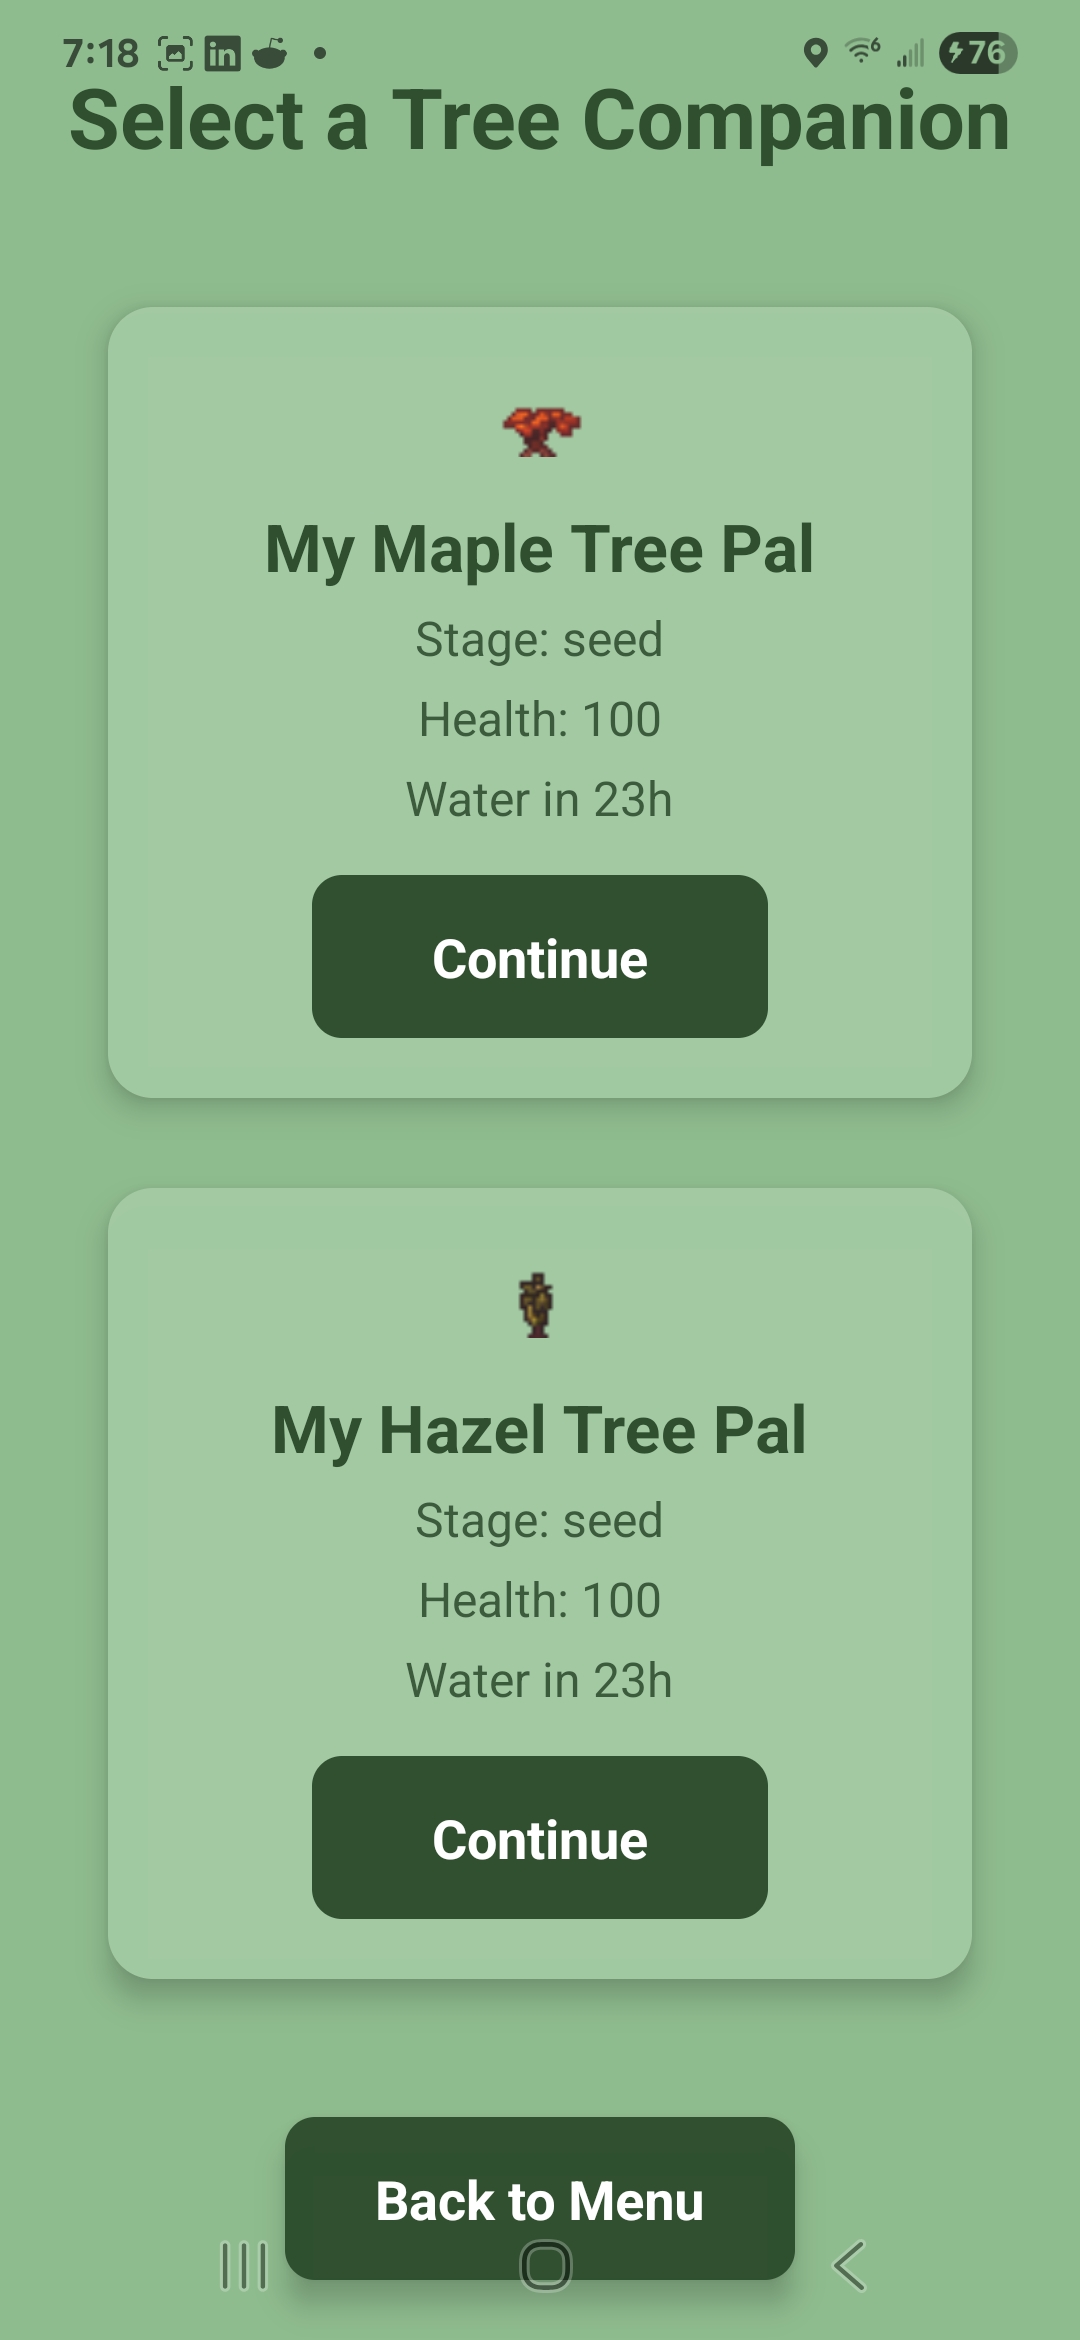 7:18
6
76
Select a Tree Companion
My Maple Tree Pal
Stage: seed
Health: 100
Water in 23h
Continue
My Hazel Tree Pal
Stage: seed
Health: 100
Water in 23h
Continue
Back to Menu